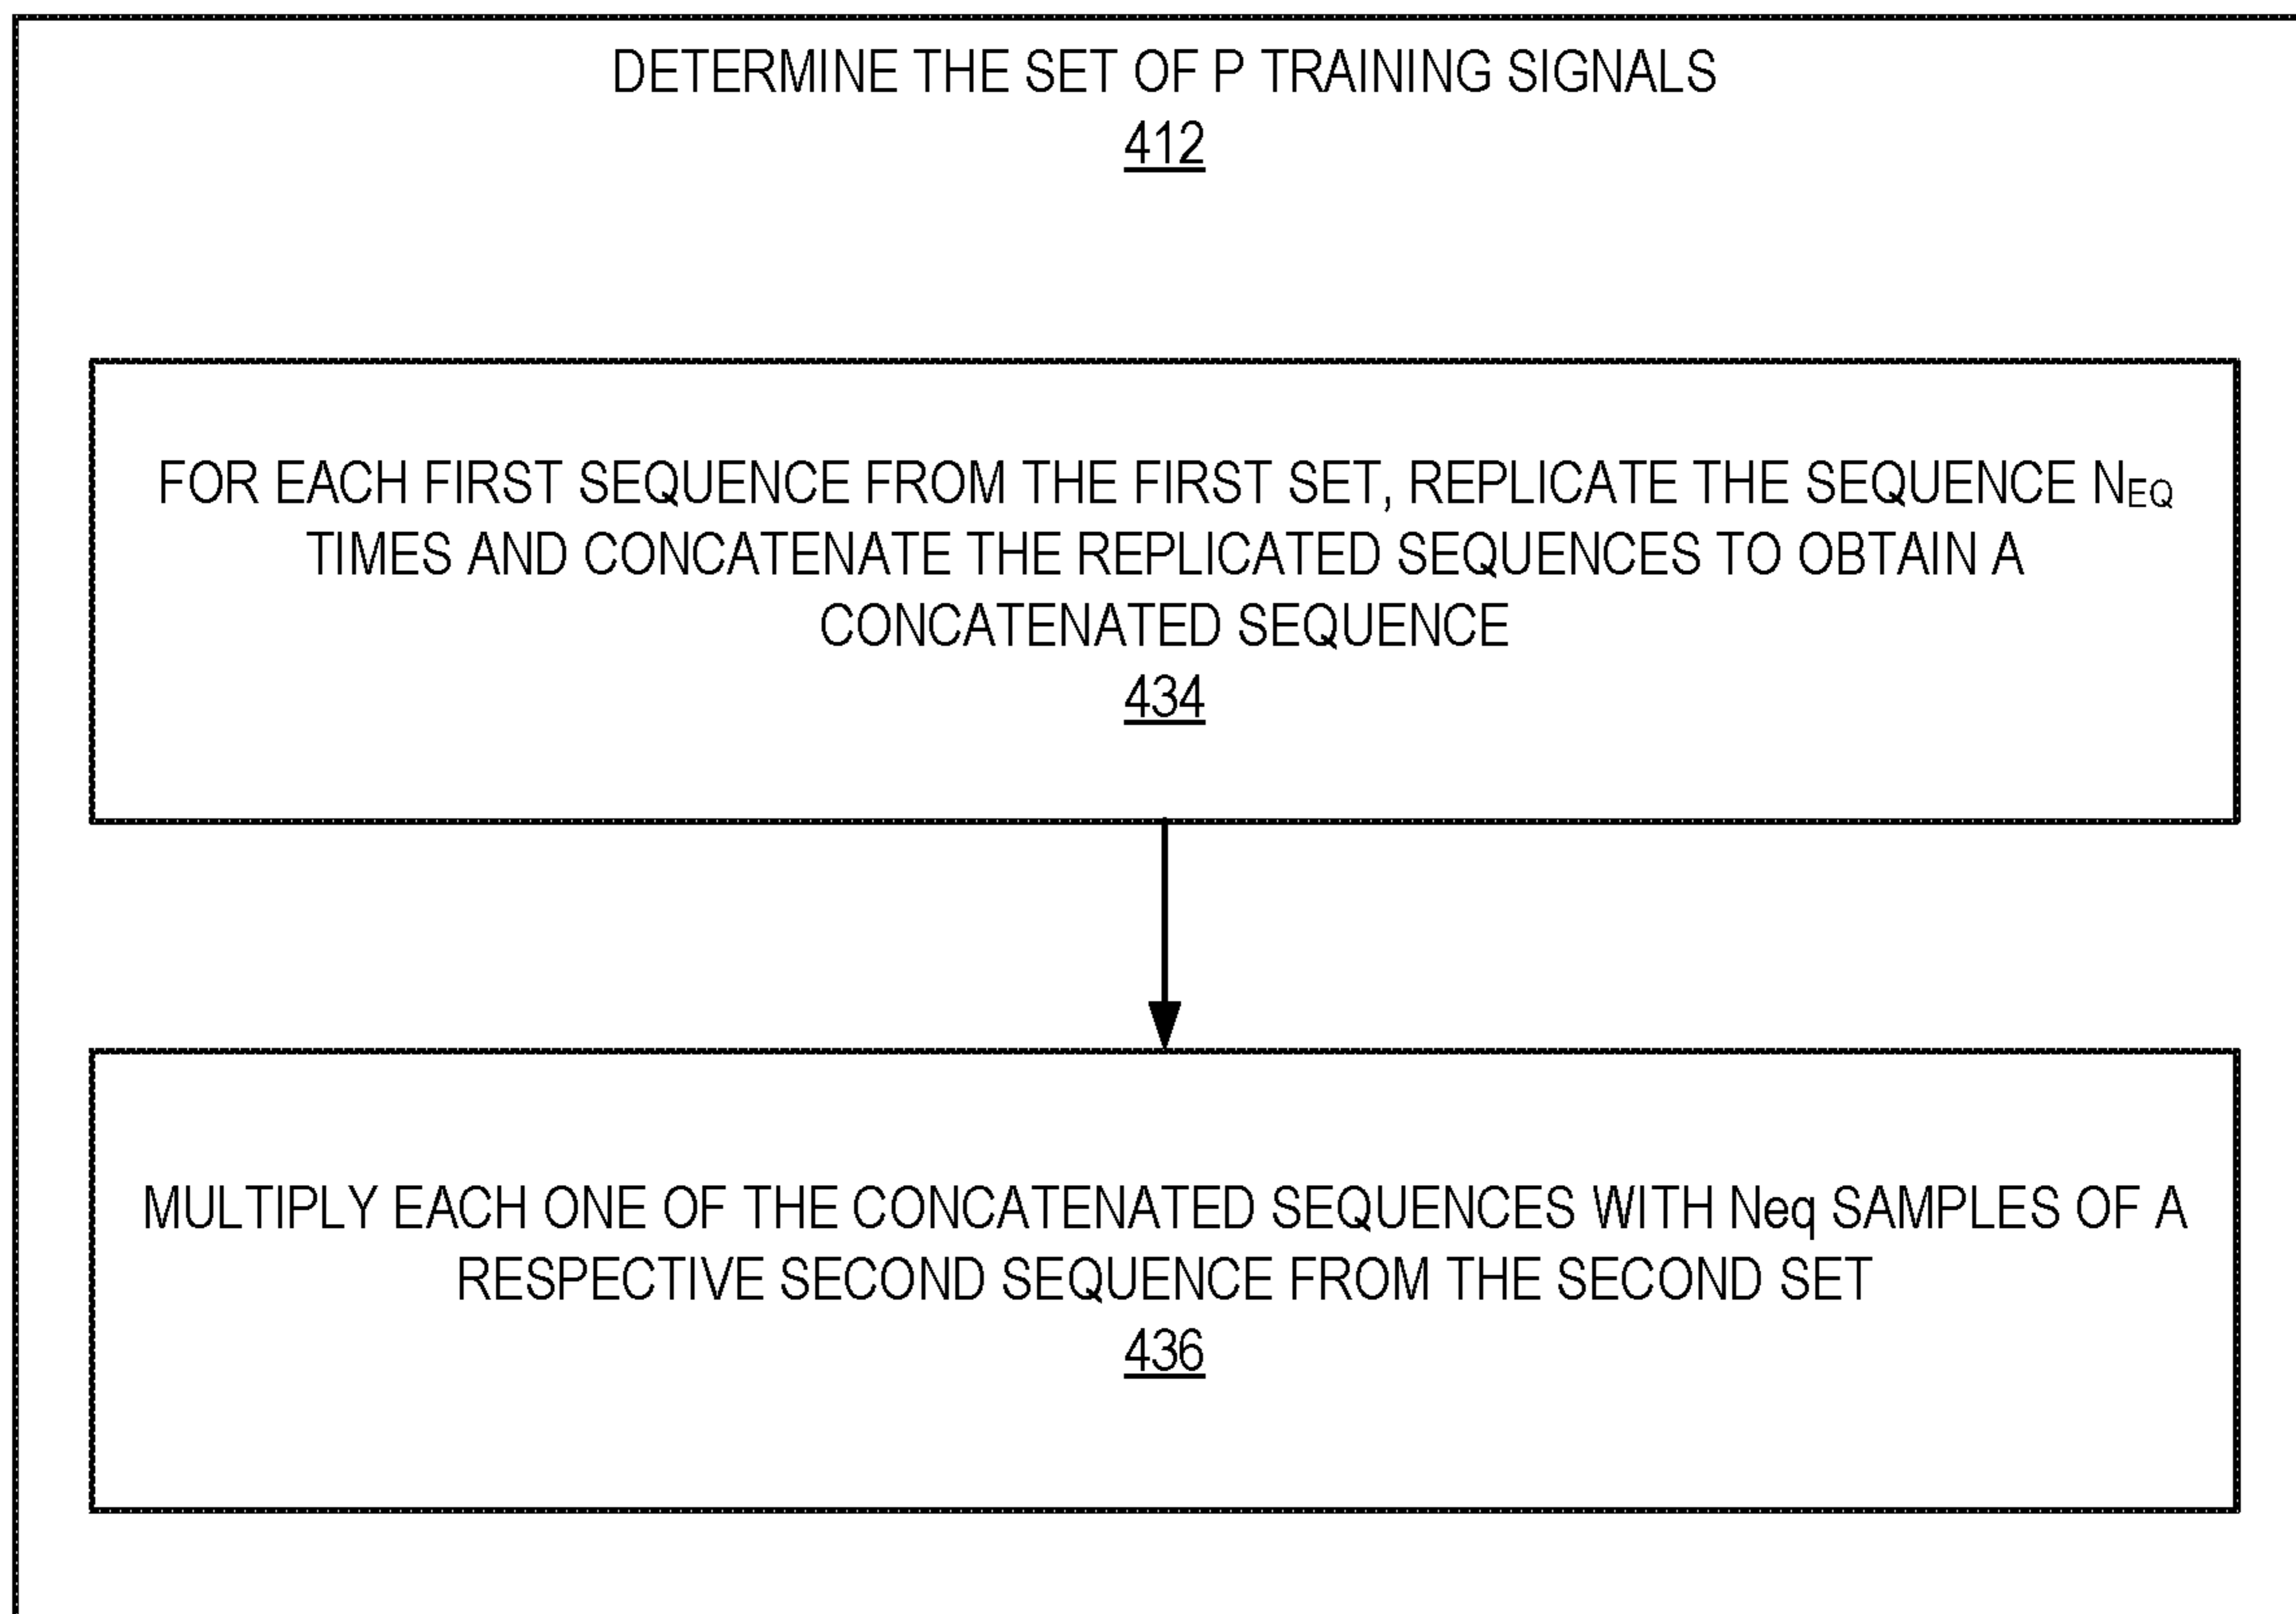 DETERMINE THE SET OF P TRAINING SIGNALS
412
FOR EACH FIRST SEQUENCE FROM THE FIRST SET, REPLICATE THE SEQUENCE NEQ
TIMES AND CONCATENATE THE REPLICATED SEQUENCES TO OBTAIN A
CONCATENATED SEQUENCE
434
MULTIPLY EACH ONE OF THE CONCATENATED SEQUENCES WITH Neq SAMPLES OF A
RESPECTIVE SECOND SEQUENCE FROM THE SECOND SET
436